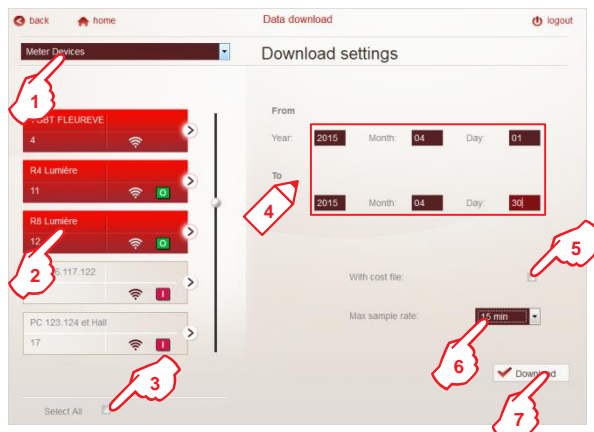 back home Data download logout
Meter Devices
Download settings
1
FLEUREVE
4
R4 Lumière
11 O
R8 Lumière
12 O
2
.117.122
I
PC 123.124 et Hall
17 I
3
Select All
From
Year: 2015 Month: 04 Day: 01
To
4
2015 Month: 04 Day: 30
5
With cost file:
Max sample rate: 15 min
6
Download
7